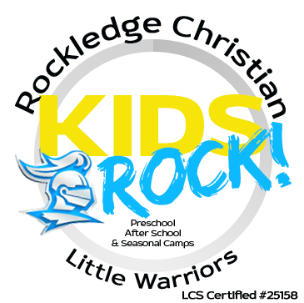 Rockledge Christian
KIDS
ROCK!
Preschool
After School
& Seasonal Camps
Little Warriors
LCS Certified #25158